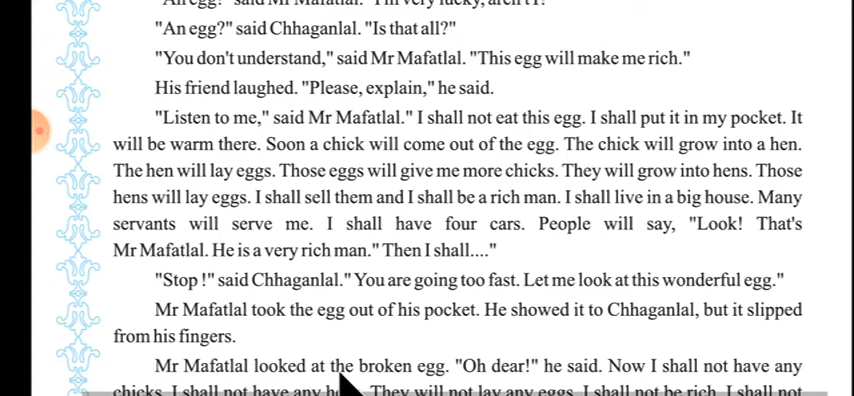 "An egg?" said Mr Mafatlal. "I'm very lucky, aren't I?"
"An egg?" said Chhaganlal. "Is that all?"
"You don't understand," said Mr Mafatlal. "This egg will make me rich."
His friend laughed. "Please, explain," he said.
"Listen to me," said Mr Mafatlal." I shall not eat this egg. I shall put it in my pocket. It
will be warm there. Soon a chick will come out of the egg. The chick will grow into a hen.
The hen will lay eggs. Those eggs will give me more chicks. They will grow into hens. Those
hens will lay eggs. I shall sell them and I shall be a rich man. I shall live in a big house. Many
servants will serve me. I shall have four cars. People will say, "Look! That's
Mr Mafatlal. He is a very rich man." Then I shall...."
"Stop !" said Chhaganlal." You are going too fast. Let me look at this wonderful egg."
Mr Mafatlal took the egg out of his pocket. He showed it to Chhaganlal, but it slipped
from his fingers.
Mr Mafatlal looked at the broken egg. "Oh dear!" he said. Now I shall not have any
chicks. I shall not have any They will not lay any eggs. I shall not be rich. I shall not